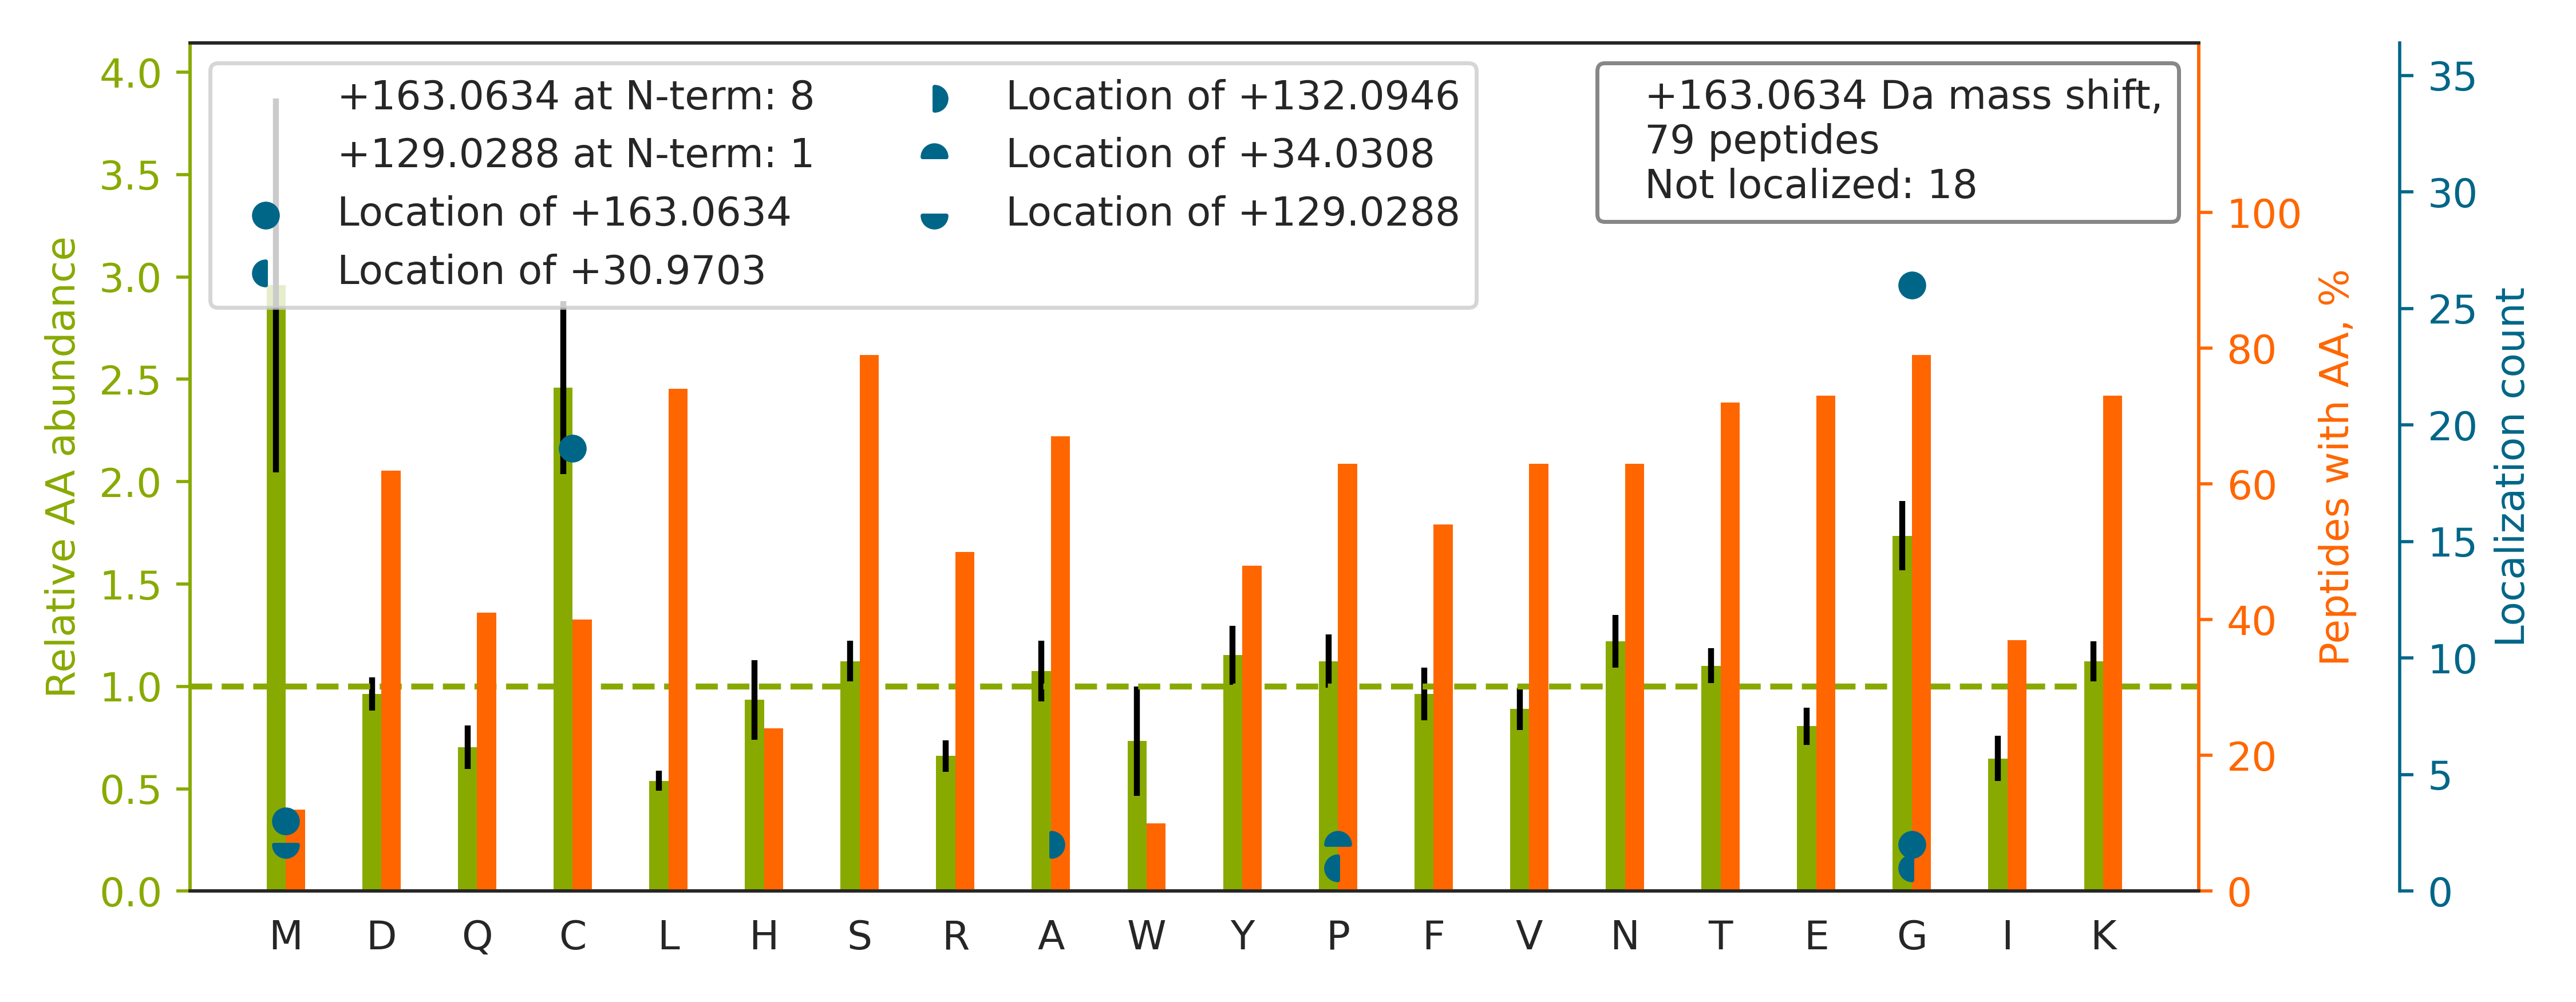 +163.0634 at N-term: 8
+129.0288 at N-term: 1
Location of +163.0634
Location of +30.9703
Location of +132.0946
Location of +34.0308
Location of +129.0288
+163.0634 Da mass shift,
79 peptides
Not localized: 18
Relative AA abundance
4.0
3.5
3.0
2.5
2.0
1.5
1.0
0.5
0.0
M D Q C L H S R A W Y P F V N T E G I K
100
80
60
40
20
0
Peptides with AA, %
35
30
25
20
15
10
5
0
Localization count